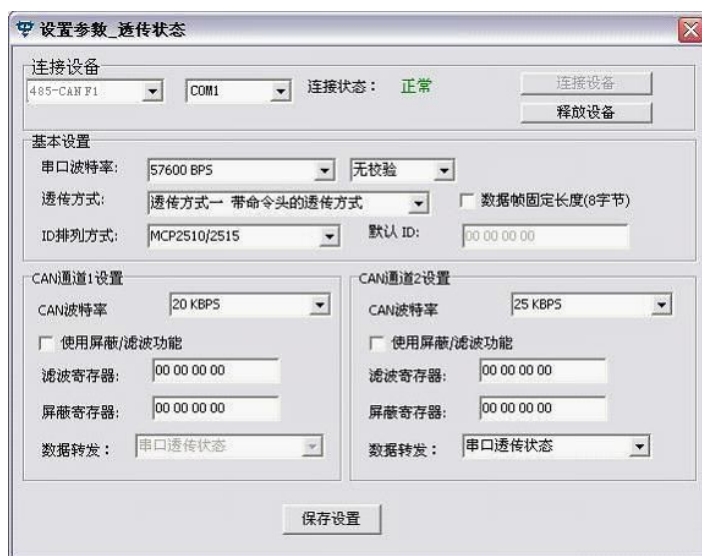 设置参数_透传状态
连接设备
485-CAN F1 COM1 连接状态： 正常 连接设备
释放设备
基本设置
串口波特率: 57600 BPS 无校验
透传方式: 透传方式一 带命令头的透传方式 数据帧固定长度(8字节)
ID排列方式: MCP2510/2515 默认 ID: 00 00 00 00
CAN通道1设置
CAN波特率 20 KBPS
使用屏蔽/滤波功能
滤波寄存器: 00 00 00 00
屏蔽寄存器: 00 00 00 00
数据转发： 串口透传状态
CAN通道2设置
CAN波特率 25 KBPS
使用屏蔽/滤波功能
滤波寄存器: 00 00 00 00
屏蔽寄存器: 00 00 00 00
数据转发： 串口透传状态
保存设置